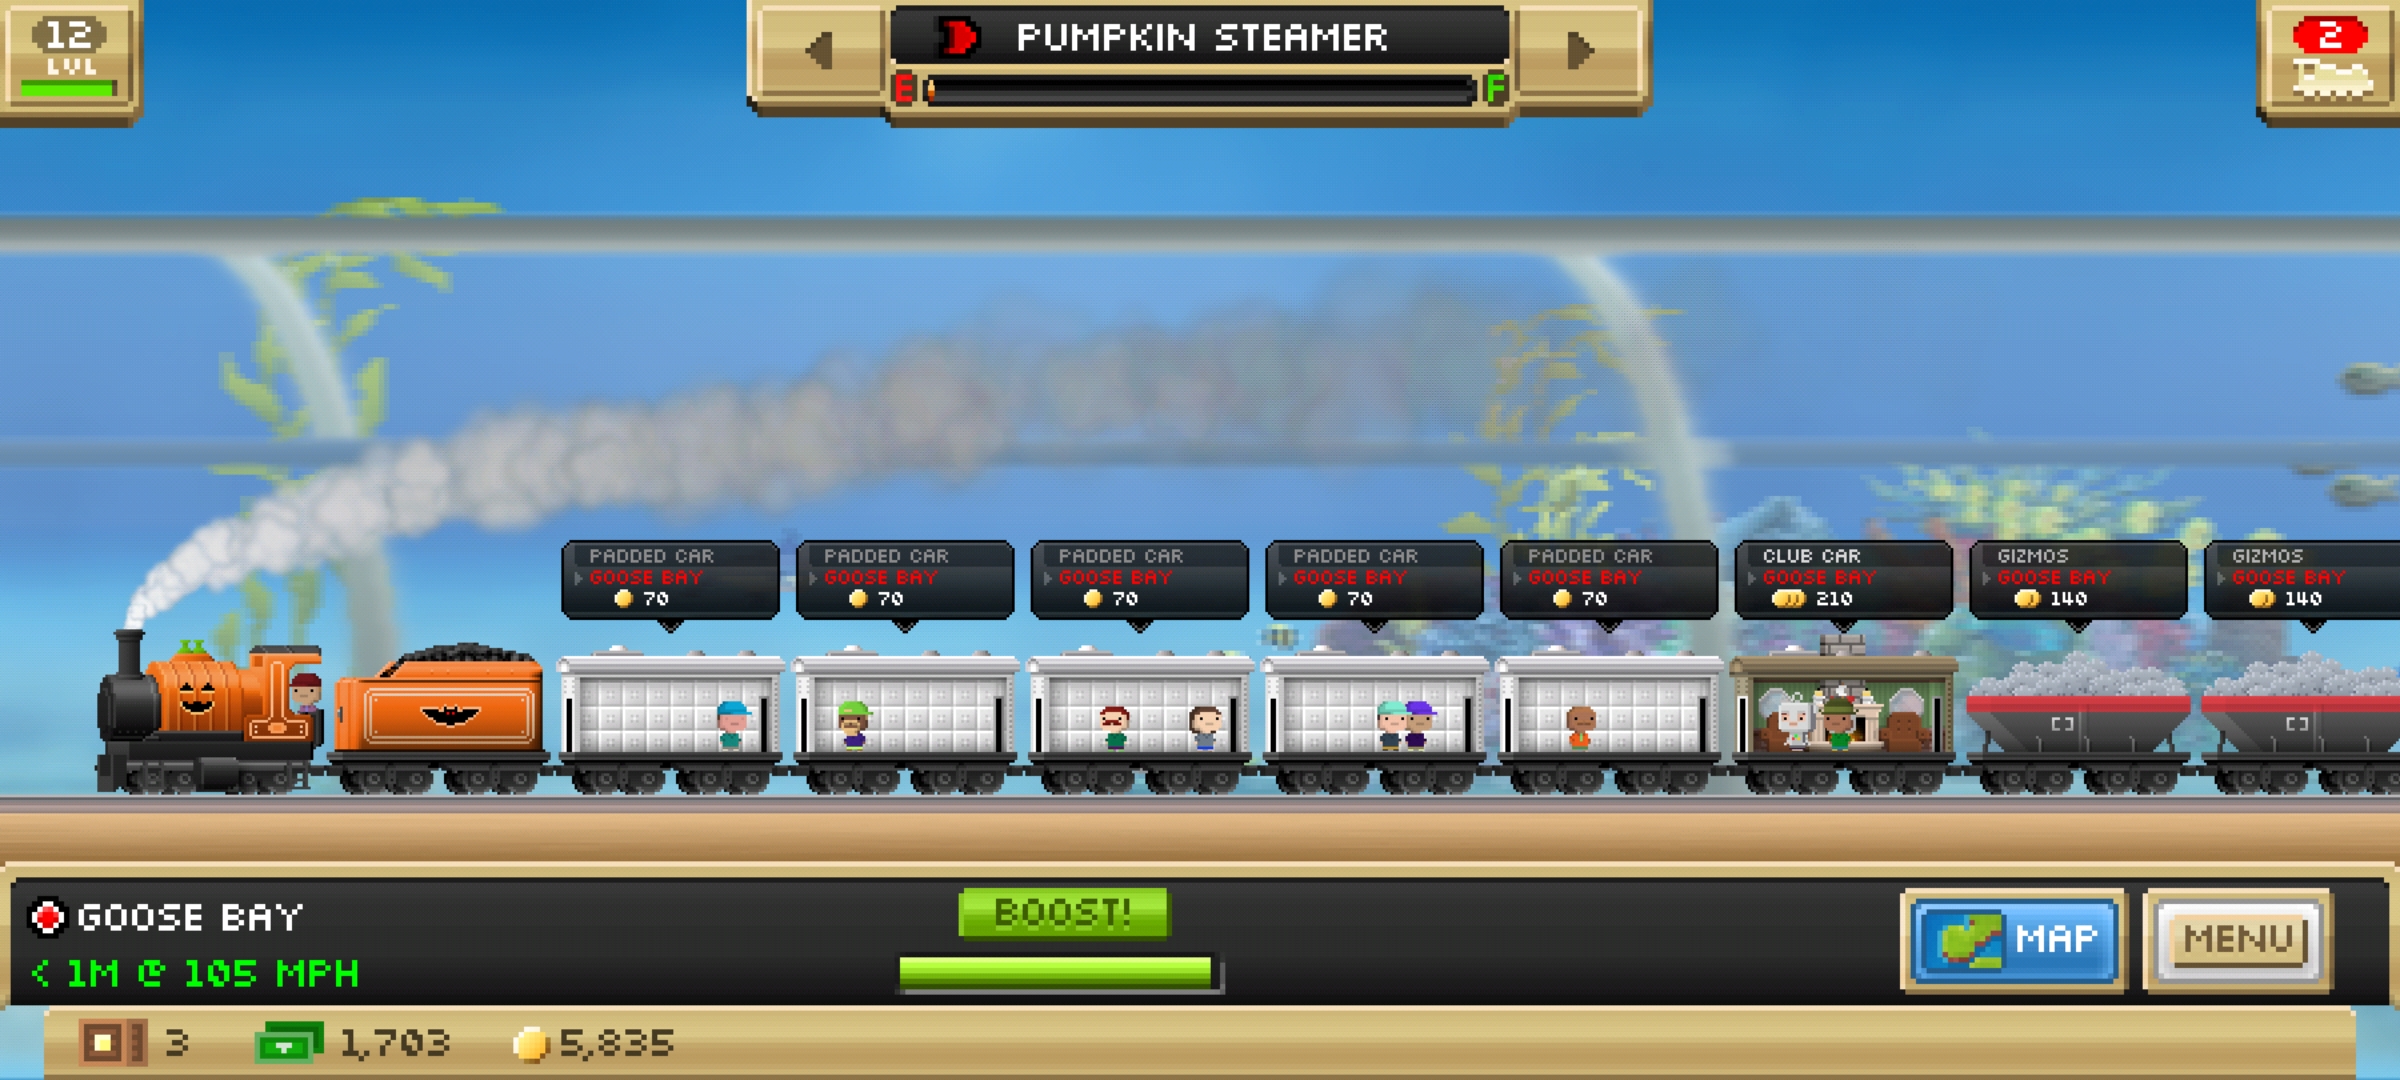 12
LVL
PUMPKIN STEAMER
E F
2
PADDED CAR
GOOSE BAY
70
PADDED CAR
GOOSE BAY
70
PADDED CAR
GOOSE BAY
70
PADDED CAR
GOOSE BAY
70
PADDED CAR
GOOSE BAY
70
CLUB CAR
GOOSE BAY
210
GIZMOS
GOOSE BAY
140
GIZMOS
GOOSE BAY
140
GOOSE BAY
< 1M @ 105 MPH
BOOST!
MAP
MENU
3 1,703 5,835